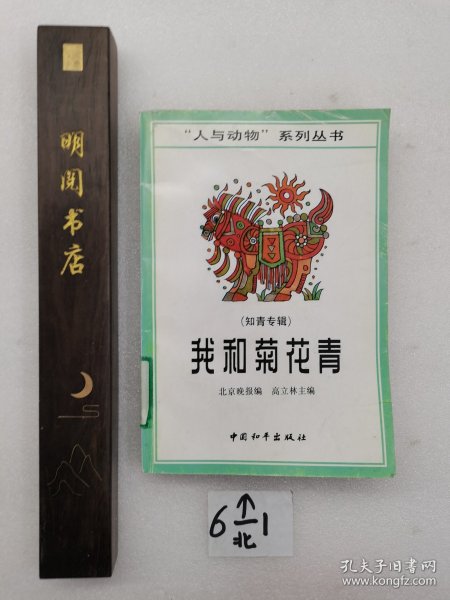 明阅书店
“人与动物”系列丛书
（知青专辑）
我和菊花青
北京晚报编 高立林主编
中国和平出版社
6 ↑ 1
北
孔夫子旧书网
www.kongfz.com